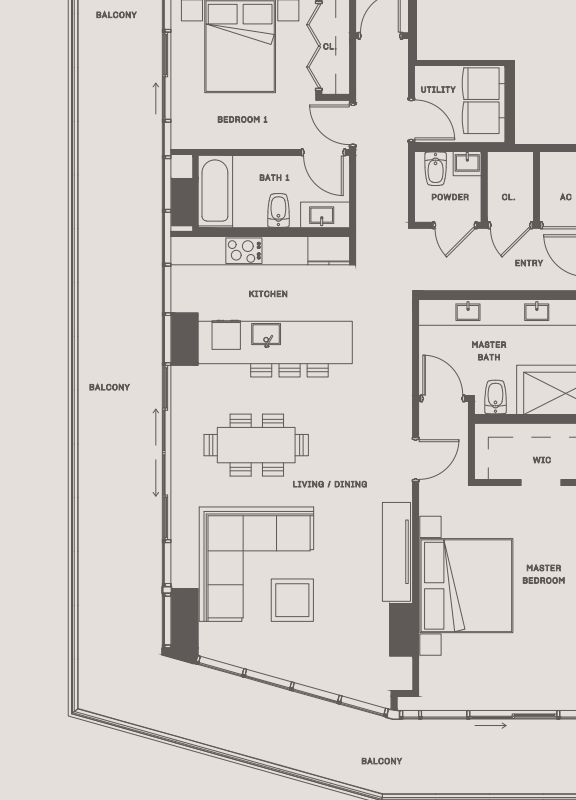 BALCONY
CL.
UTILITY
BEDROOM 1
BATH 1
POWDER
CL.
AC
ENTRY
KITCHEN
MASTER
BATH
BALCONY
WIC
LIVING / DINING
MASTER
BEDROOM
BALCONY